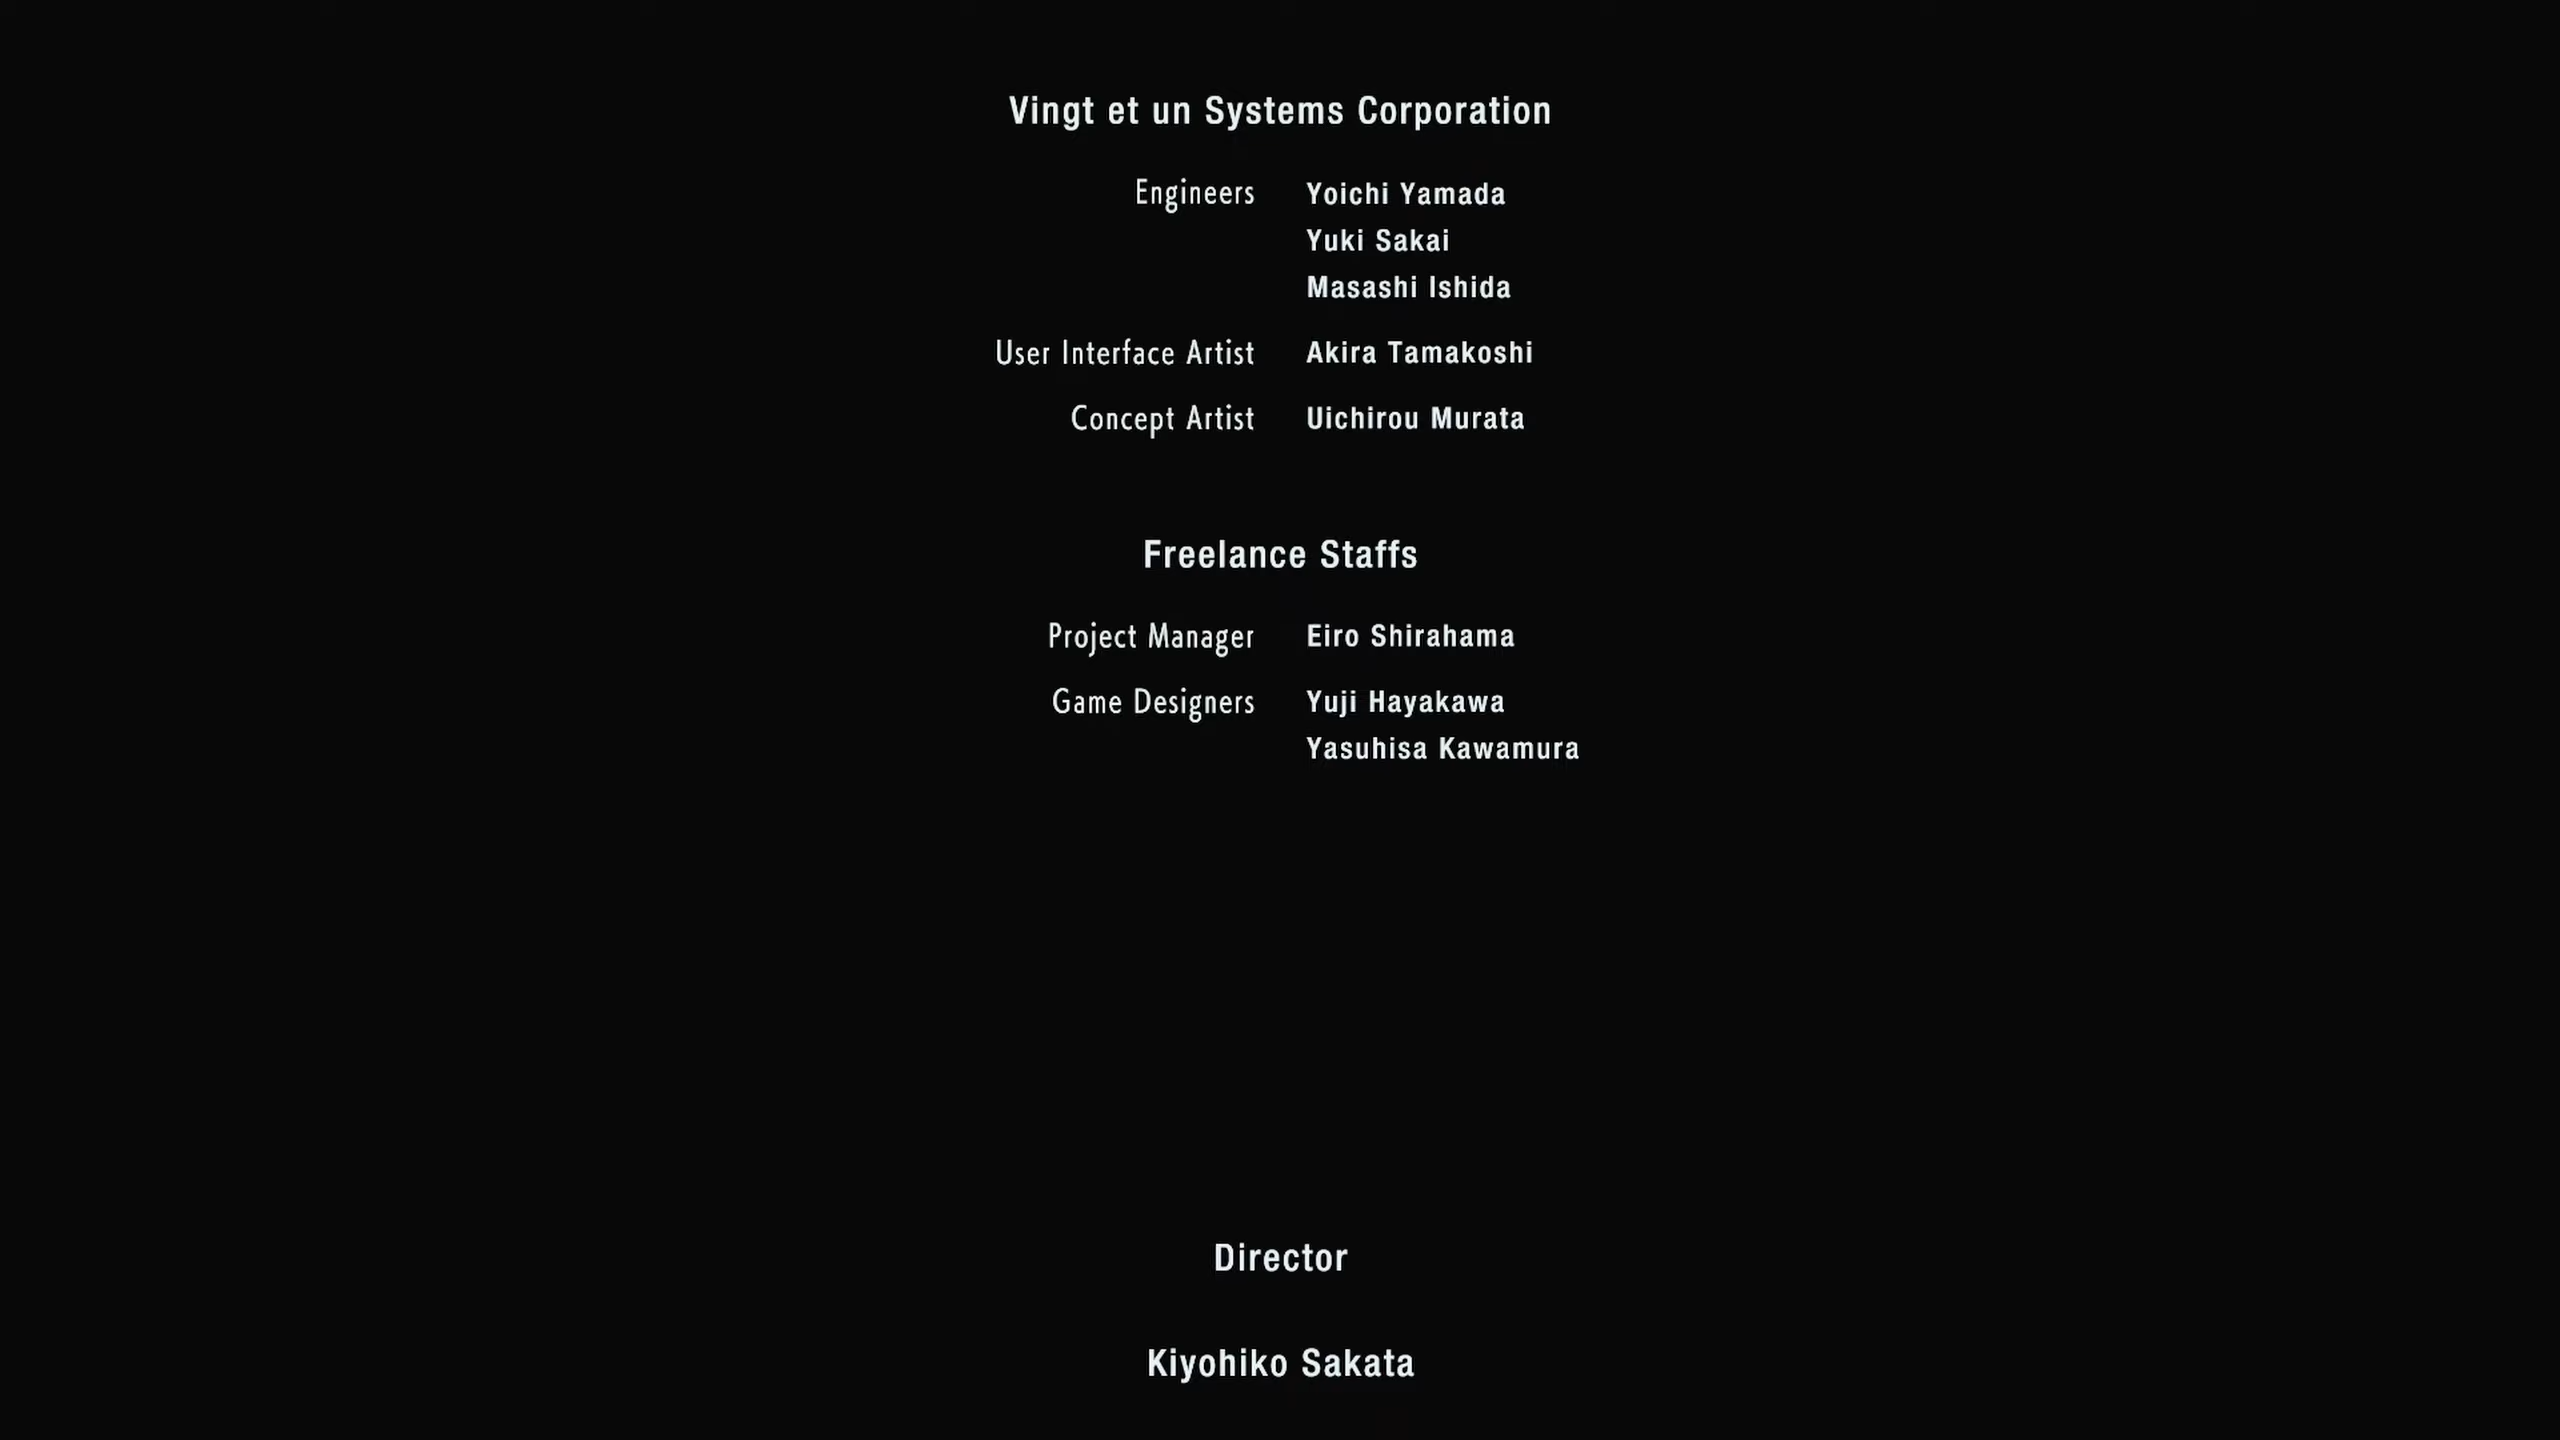 Vingt et un Systems Corporation
Engineers Yoichi Yamada
Yuki Sakai
Masashi Ishida
User Interface Artist Akira Tamakoshi
Concept Artist Uichirou Murata
Freelance Staffs
Project Manager Eiro Shirahama
Game Designers Yuji Hayakawa
Yasuhisa Kawamura
Director
Kiyohiko Sakata